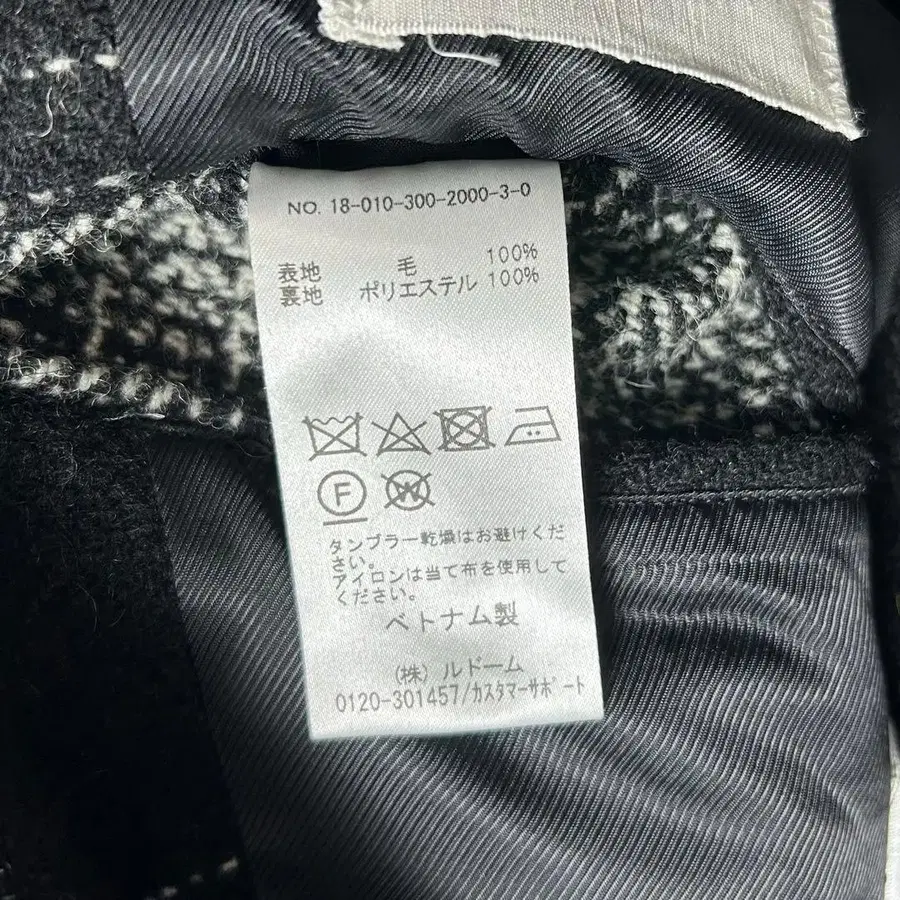 NO. 18-010-300-2000-3-0
表地 毛 100%
裏地 ポリエステル 100%
F W
タンブラー乾燥はお避けくだ
さい。
アイロンは当て布を使用して
ください。
ベトナム製
(株) ルドーム
0120-301457/カスタマーサポート